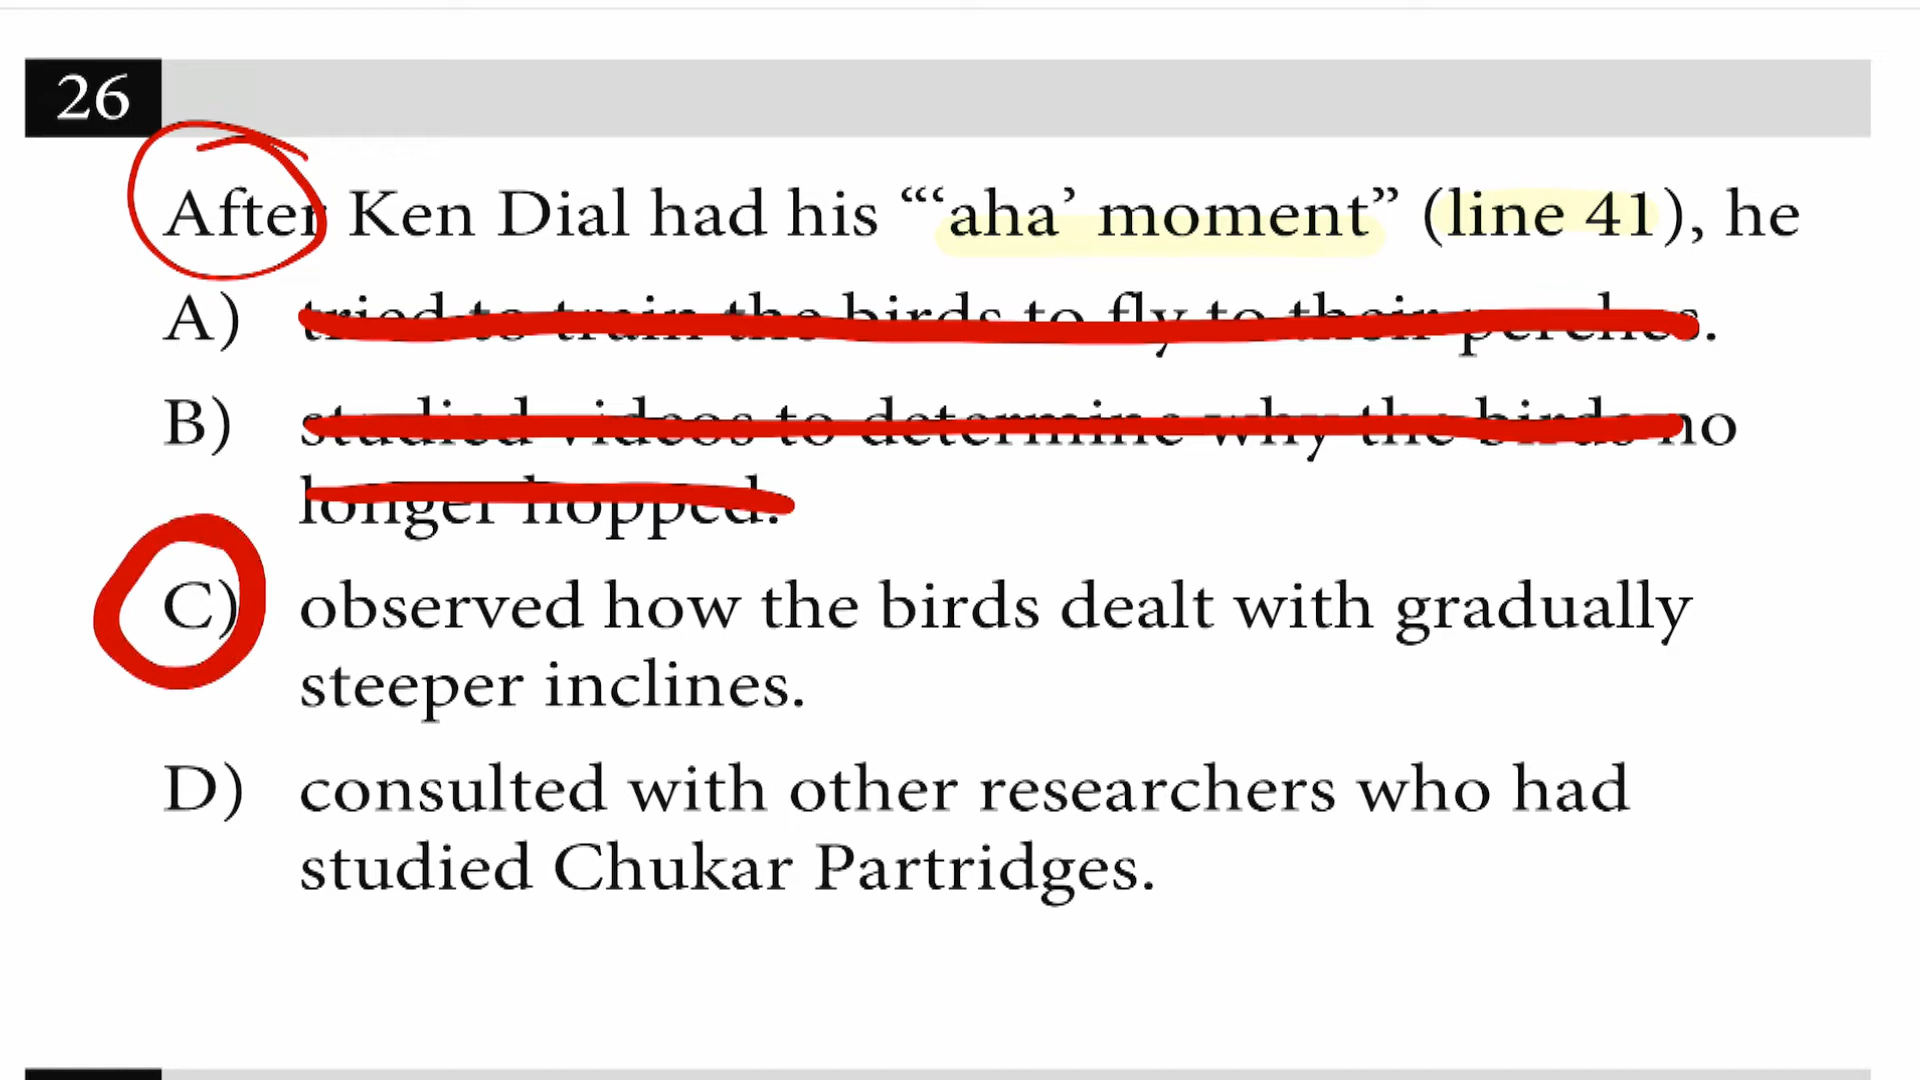 26
After Ken Dial had his “‘aha’ moment” (line 41), he
A) tried to train the birds to fly to their perches.
B) studied videos to determine why the birds no
longer hopped.
C) observed how the birds dealt with gradually
steeper inclines.
D) consulted with other researchers who had
studied Chukar Partridges.